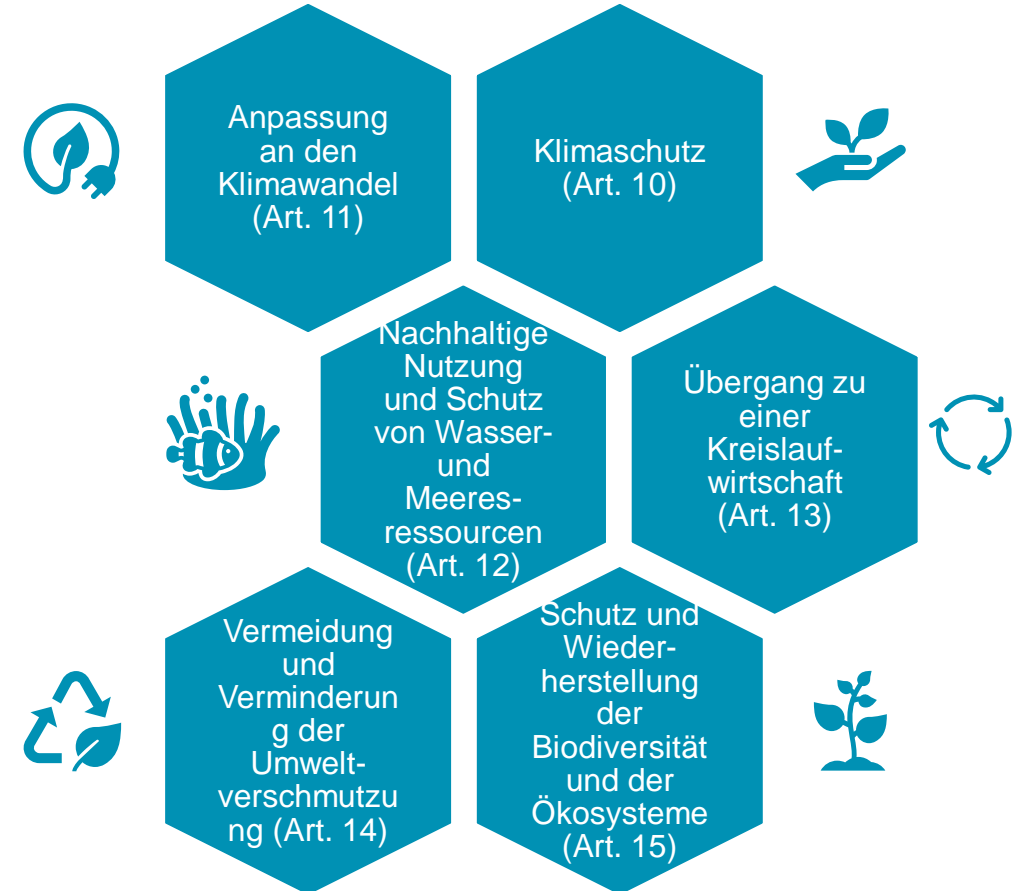 Anpassung
an den
Klimawandel
(Art. 11)
Klimaschutz
(Art. 10)
Nachhaltige
Nutzung
und Schutz
von Wasser-
und
Meeres-
ressourcen
(Art. 12)
Übergang zu
einer
Kreislauf-
wirtschaft
(Art. 13)
Vermeidung
und
Verminderun
g der
Umwelt-
verschmutzu
ng (Art. 14)
Schutz und
Wieder-
herstellung
der
Biodiversität
und der
Ökosysteme
(Art. 15)